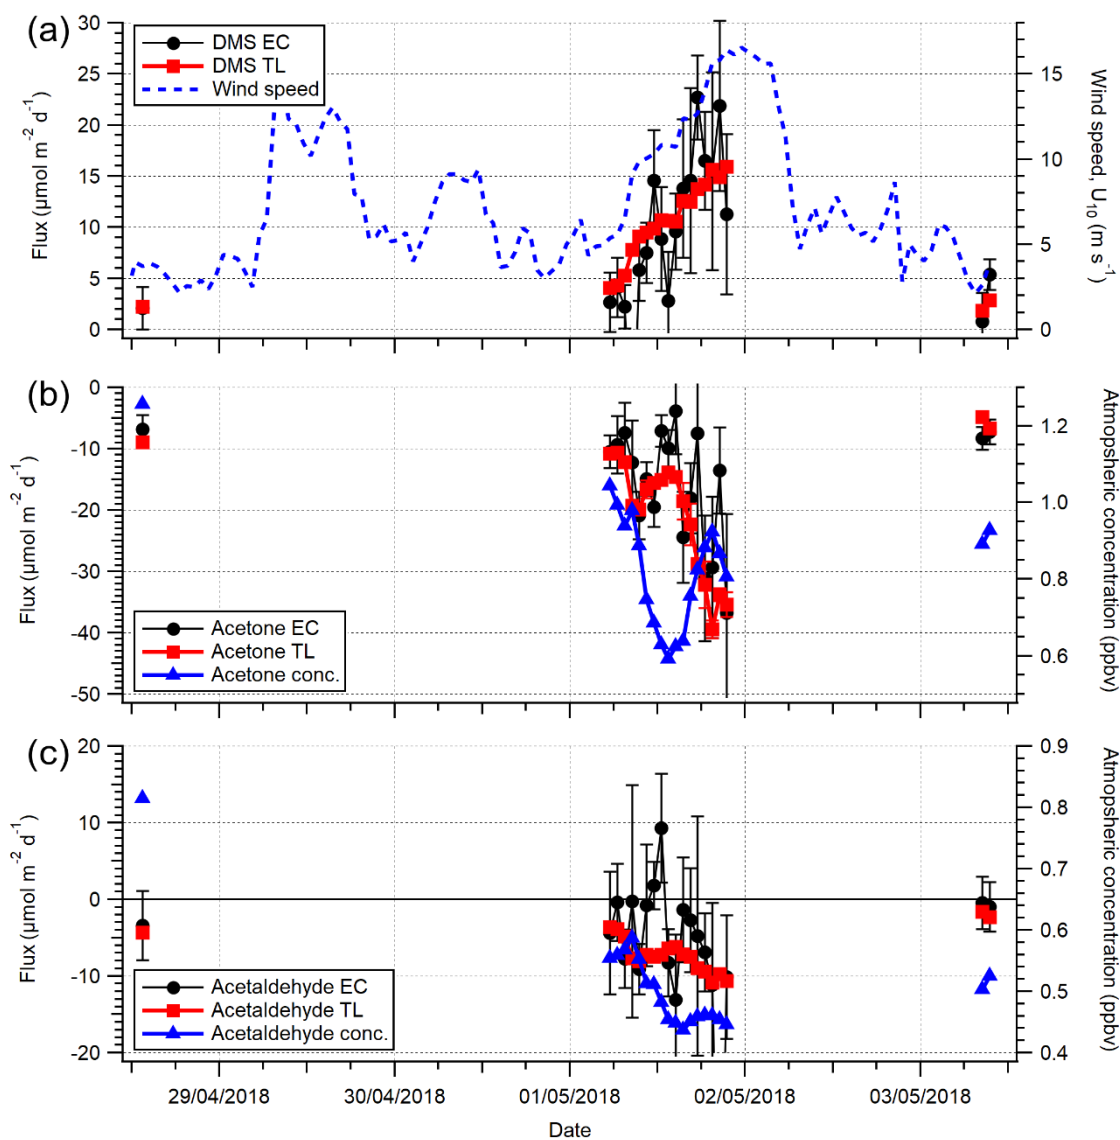 (a)
DMS EC
DMS TL
Wind speed
30
25
20
15
10
5
0
Flux (µmol m⁻² d⁻¹)
15
10
5
0
Wind speed, U₁₀ (m s⁻¹)
(b)
0
-10
-20
-30
-40
-50
Flux (µmol m⁻² d⁻¹)
Acetone EC
Acetone TL
Acetone conc.
1.2
1.0
0.8
0.6
Atmopsheric concentration (ppbv)
(c)
20
10
0
-10
-20
Flux (µmol m⁻² d⁻¹)
Acetaldehyde EC
Acetaldehyde TL
Acetaldehyde conc.
0.9
0.8
0.7
0.6
0.5
0.4
Atmopsheric concentration (ppbv)
29/04/2018 30/04/2018 01/05/2018 02/05/2018 03/05/2018
Date